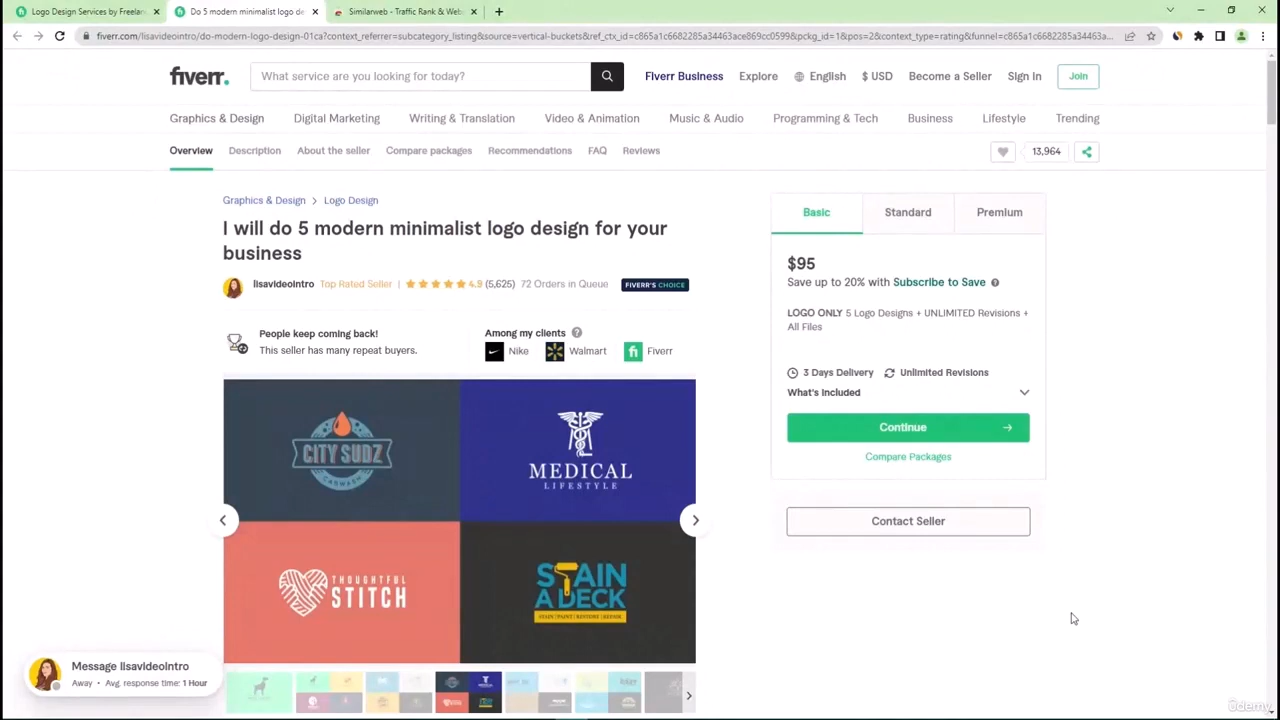 Logo Design Services by Freelan
Do 5 modern minimalist logo de
Similarweb - Traffic Rank & Web
fiverr.com/lisavideointro/do-modern-logo-design-01ca?context_referrer=subcategory_listing&source=vertical-buckets&ref_ctx_id=c865a1c6682285a34463ace869cc0599&pckg_id=1&pos=2&context_type=rating&funnel=c865a1c6682285a34463a...
fiverr.
What service are you looking for today?
Fiverr Business
Explore
English
$ USD
Become a Seller
Sign In
Join
Graphics & Design
Digital Marketing
Writing & Translation
Video & Animation
Music & Audio
Programming & Tech
Business
Lifestyle
Trending
Overview
Description
About the seller
Compare packages
Recommendations
FAQ
Reviews
13,964
Graphics & Design > Logo Design
I will do 5 modern minimalist logo design for your
business
lisavideointro Top Rated Seller | 4.9 (5,625) 72 Orders in Queue FIVERR'S CHOICE
People keep coming back!
This seller has many repeat buyers.
Among my clients
Nike
Walmart
Fiverr
CITY SUDZ
CARWASH
MEDICAL
LIFESTYLE
THOUGHTFUL
STITCH
STAIN
A DECK
STAIN | PAINT | RESTORE | REPAIR
Basic
Standard
Premium
$95
Save up to 20% with Subscribe to Save
LOGO ONLY 5 Logo Designs + UNLIMITED Revisions +
All Files
3 Days Delivery
Unlimited Revisions
What's Included
Continue
Compare Packages
Contact Seller
Message lisavideointro
Away • Avg. response time: 1 Hour
ûdemy